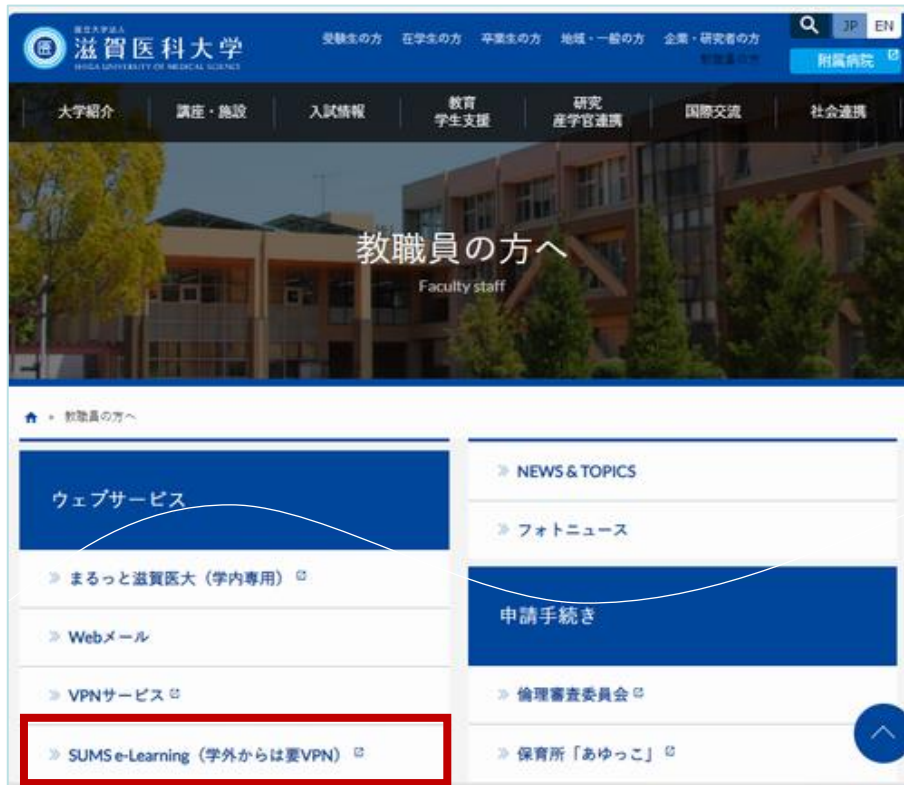 国立大学法人
滋賀医科大学
SHIGA UNIVERSITY OF MEDICAL SCIENCE
受験生の方 在学生の方 卒業生の方 地域・一般の方 企業・研究者の方
教職員の方
JP EN
附属病院
大学紹介 講座・施設 入試情報 教育 学生支援 研究 産学官連携 国際交流 社会連携
教職員の方へ
Faculty staff
教職員の方へ
ウェブサービス
まるっと滋賀医大（学内専用）
Webメール
VPNサービス
SUMS e-Learning（学外からは要VPN）
NEWS & TOPICS
フォトニュース
申請手続き
倫理審査委員会
保育所「あゆっこ」